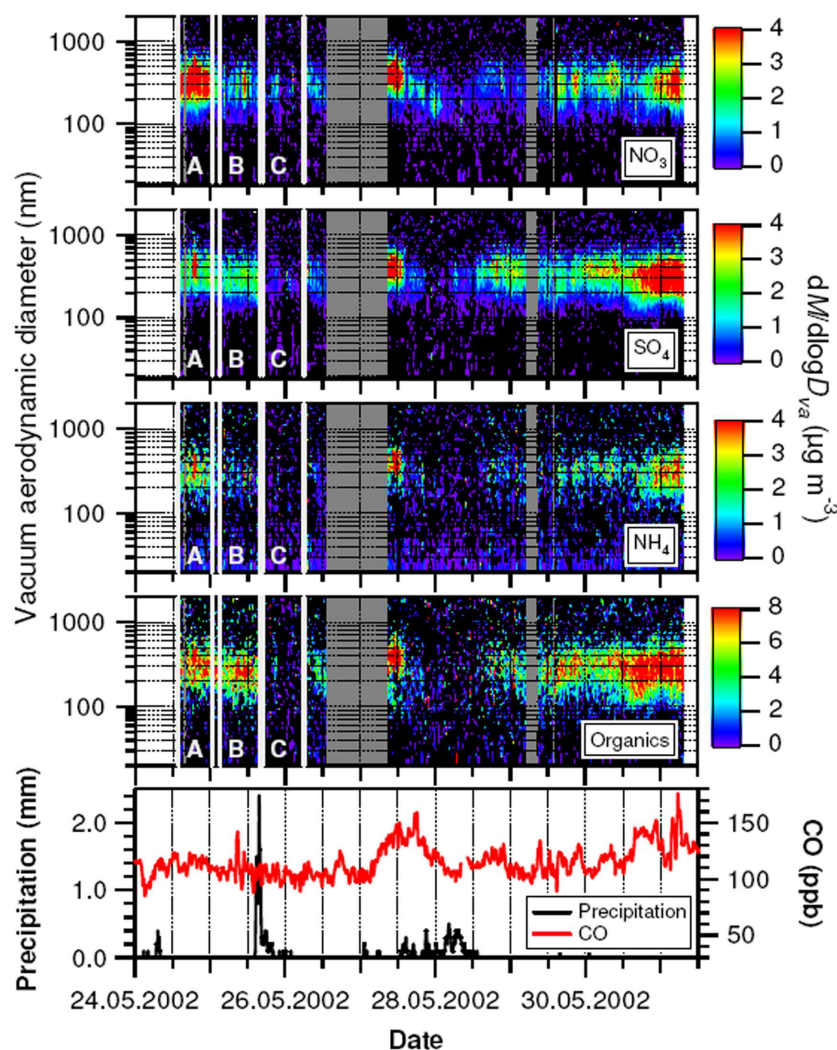 Vacuum aerodynamic diameter (nm)
1000
100
A B C
NO3
4
3
2
1
0
1000
100
A B C
SO4
4
3
2
1
0
dM/dlogDva (µg m-3)
1000
100
A B C
NH4
4
3
2
1
0
1000
100
A B C
Organics
8
6
4
2
0
Precipitation (mm)
2.0
1.0
0.0
Precipitation
CO
150
100
50
CO (ppb)
24.05.2002 26.05.2002 28.05.2002 30.05.2002
Date